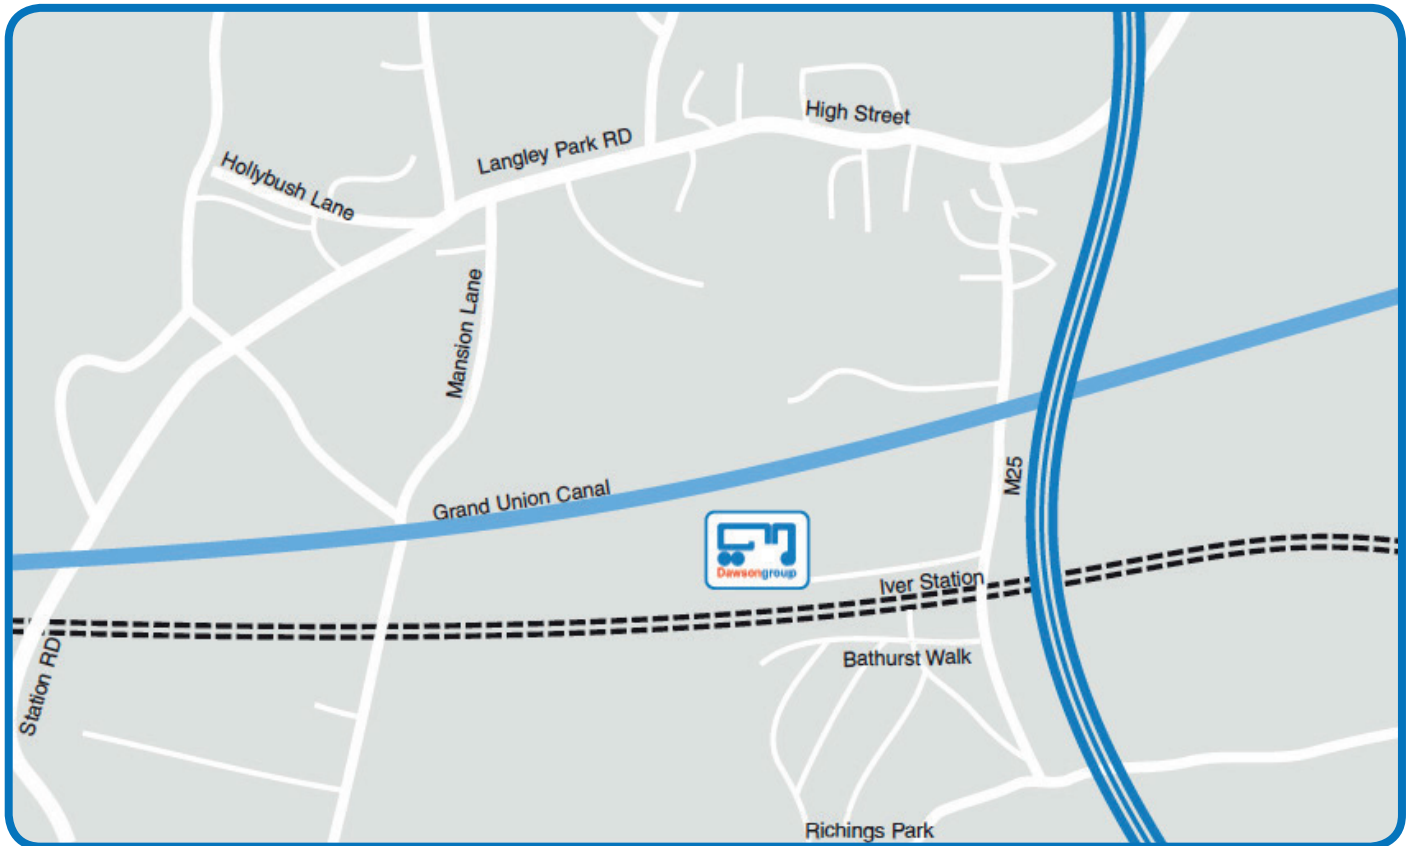 High Street
Langley Park RD
Hollybush Lane
Mansion Lane
M25
Grand Union Canal
Dawsongroup
Iver Station
Station RD
Bathurst Walk
Richings Park